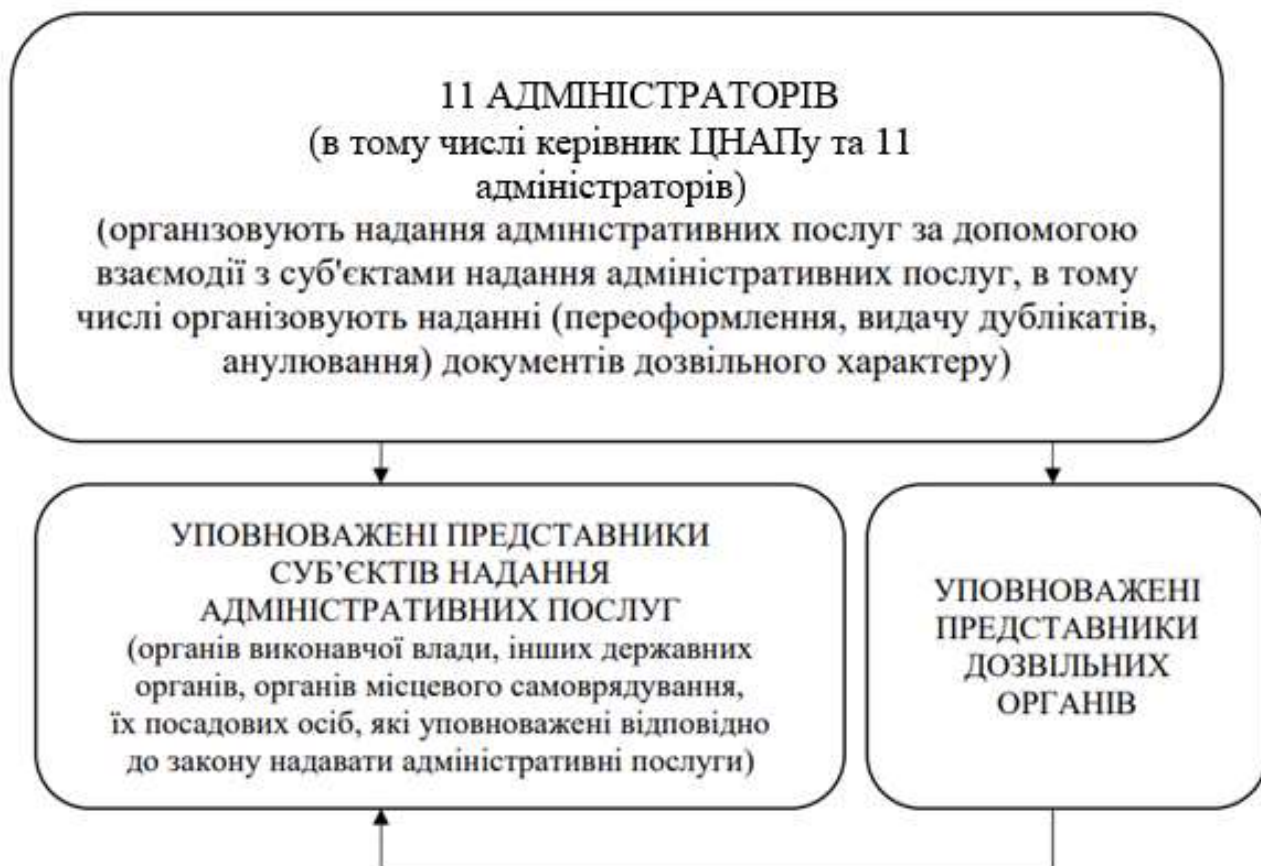 11 АДМІНІСТРАТОРІВ
(в тому числі керівник ЦНАПу та 11
адміністраторів)
(організовують надання адміністративних послуг за допомогою
взаємодії з суб'єктами надання адміністративних послуг, в тому
числі організовують наданні (переоформлення, видачу дублікатів,
анулювання) документів дозвільного характеру)
УПОВНОВАЖЕНІ ПРЕДСТАВНИКИ
СУБ’ЄКТІВ НАДАННЯ
АДМІНІСТРАТИВНИХ ПОСЛУГ
(органів виконавчої влади, інших державних
органів, органів місцевого самоврядування,
їх посадових осіб, які уповноважені відповідно
до закону надавати адміністративні послуги)
УПОВНОВАЖЕНІ
ПРЕДСТАВНИКИ
ДОЗВІЛЬНИХ
ОРГАНІВ